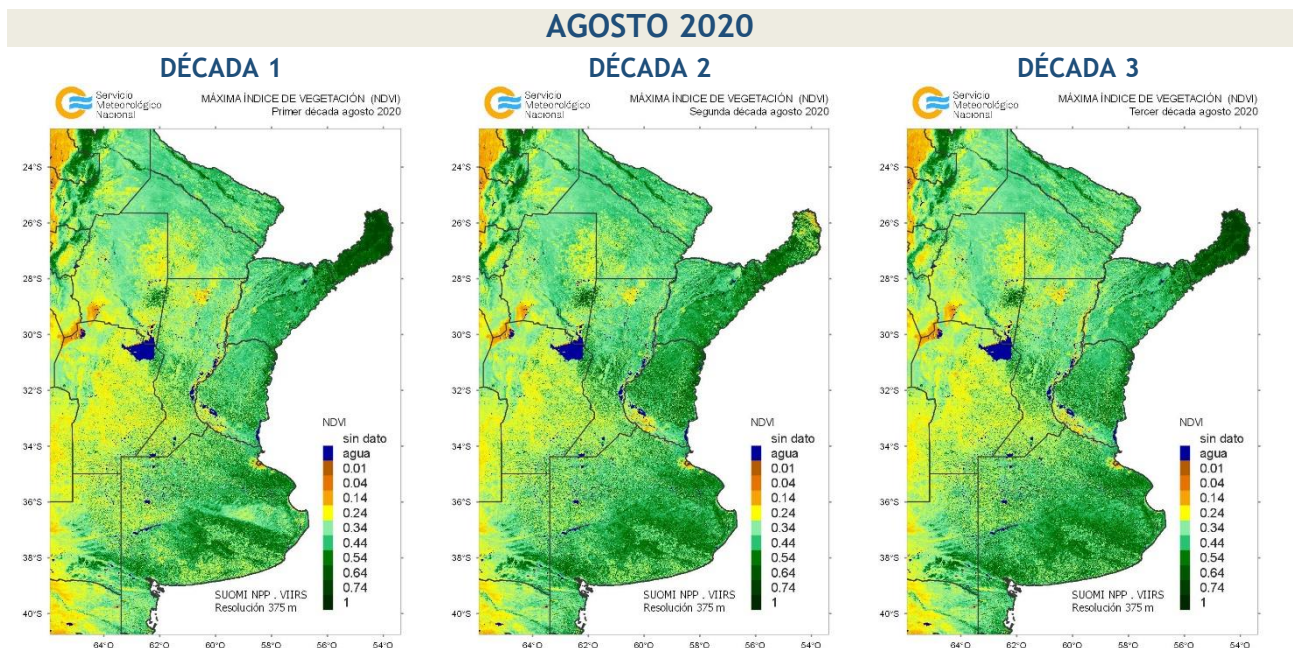 AGOSTO 2020
DÉCADA 1
Servicio
Meteorológico
Nacional
MÁXIMA ÍNDICE DE VEGETACIÓN (NDVI)
Primer década agosto 2020
24°S
26°S
28°S
30°S
32°S
34°S
36°S
38°S
40°S
64°O
62°O
60°O
58°O
56°O
54°O
NDVI
sin dato
agua
0.01
0.04
0.14
0.24
0.34
0.44
0.54
0.64
0.74
1
SUOMI NPP . VIIRS
Resolución 375 m
DÉCADA 2
Servicio
Meteorológico
Nacional
MÁXIMA ÍNDICE DE VEGETACIÓN (NDVI)
Segunda década agosto 2020
24°S
26°S
28°S
30°S
32°S
34°S
36°S
38°S
40°S
64°O
62°O
60°O
58°O
56°O
54°O
NDVI
sin dato
agua
0.01
0.04
0.14
0.24
0.34
0.44
0.54
0.64
0.74
1
SUOMI NPP . VIIRS
Resolución 375 m
DÉCADA 3
Servicio
Meteorológico
Nacional
MÁXIMA ÍNDICE DE VEGETACIÓN (NDVI)
Tercer década agosto 2020
24°S
26°S
28°S
30°S
32°S
34°S
36°S
38°S
40°S
64°O
62°O
60°O
58°O
56°O
54°O
NDVI
sin dato
agua
0.01
0.04
0.14
0.24
0.34
0.44
0.54
0.64
0.74
1
SUOMI NPP . VIIRS
Resolución 375 m